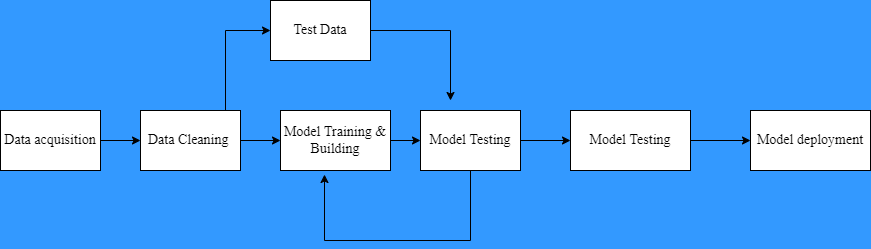 Test Data
Data acquisition
Data Cleaning
Model Training &
Building
Model Testing
Model Testing
Model deployment